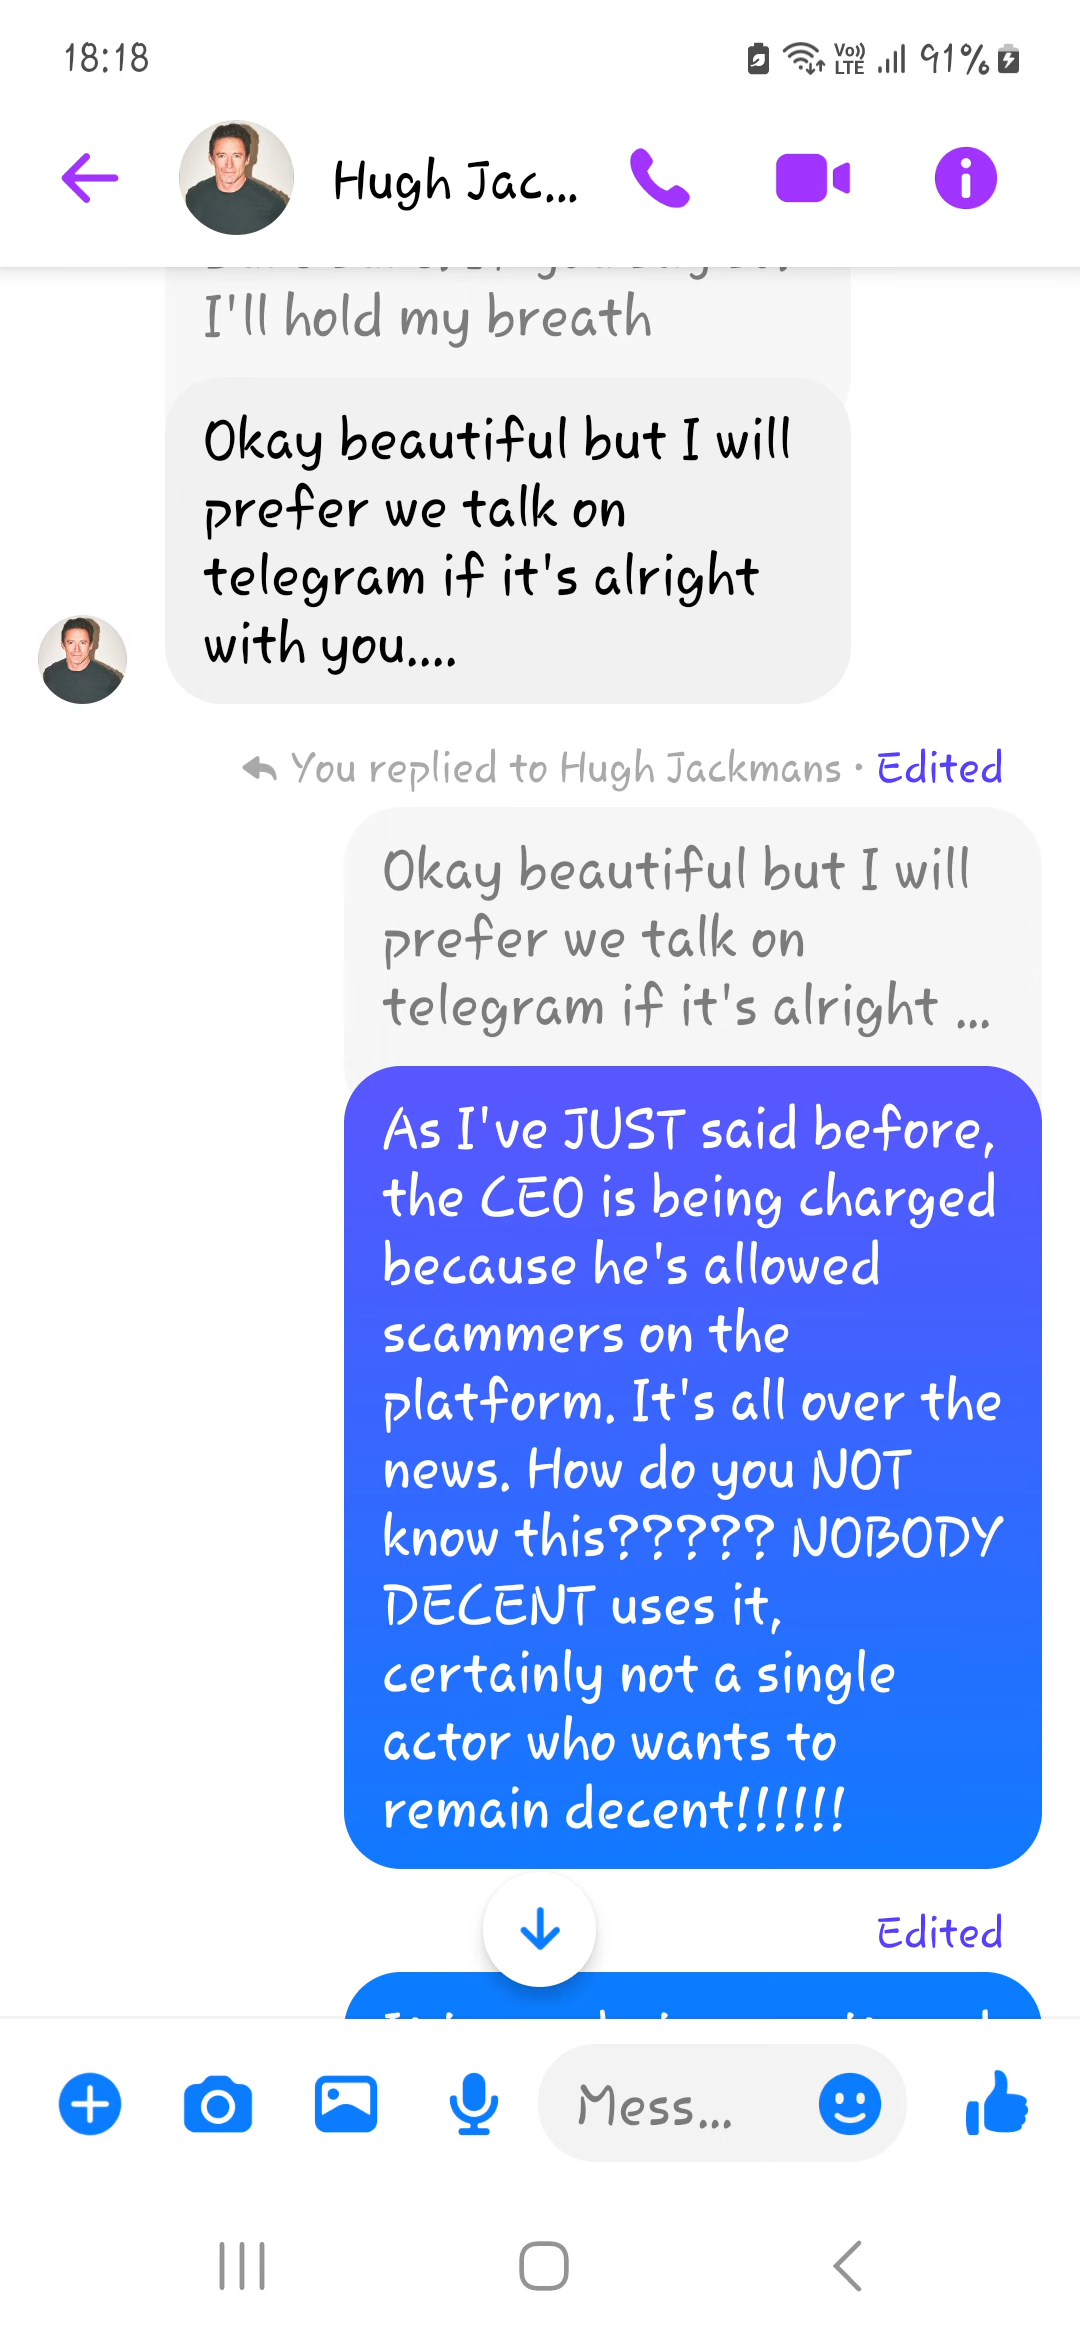 18:18
Vo))
LTE
91%
Hugh Jac...
I'll hold my breath
Okay beautiful but I will
prefer we talk on
telegram if it's alright
with you....
You replied to Hugh Jackmans • Edited
Okay beautiful but I will
prefer we talk on
telegram if it's alright ...
As I've JUST said before,
the CEO is being charged
because he's allowed
scammers on the
platform. It's all over the
news. How do you NOT
know this????? NOBODY
DECENT uses it,
certainly not a single
actor who wants to
remain decent!!!!!!
Edited
Mess...